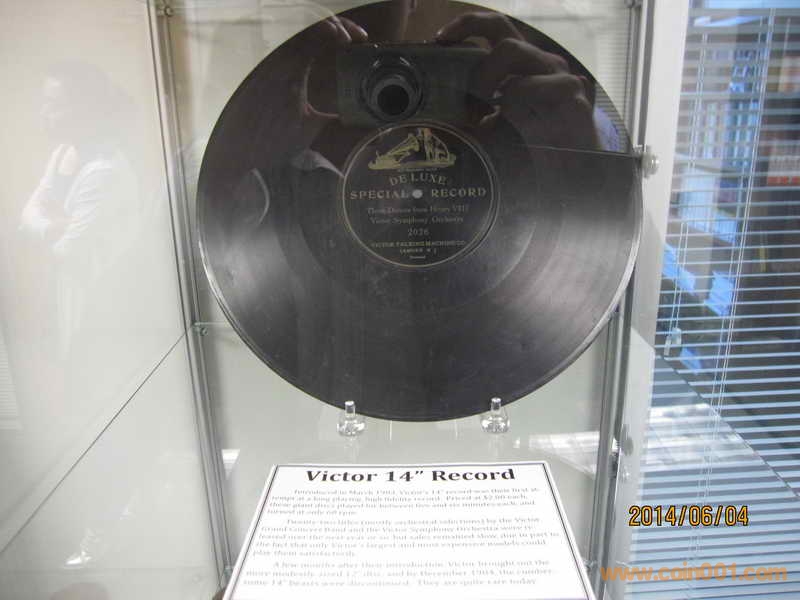 DE LUXE
SPECIAL RECORD
Three Dances from Henry VIII
Victor Symphony Orchestra
2026
VICTOR TALKING MACHINE CO.
CAMDEN N J
Victor 14" Record
Introduced in March 1903, Victor's 14" record was their first at-
tempt at a long playing, high fidelity record. Priced at $2.00 each,
these giant discs played for between five and six minutes each, and
turned at only 60 rpm.
Twenty-two titles (mostly orchestral selections) by the Victor
Grand Concert Band and the Victor Symphony Orchestra were re-
leased over the next year or so, but sales remained slow, due in part to
the fact that only Victor's largest and most expensive models could
play them satisfactorily.
A few months after their introduction, Victor brought out the
more modestly sized 12" disc, and by December 1904, the cumber-
some 14" beasts were discontinued. They are quite rare today.
2014/06/04
www.coin001.com